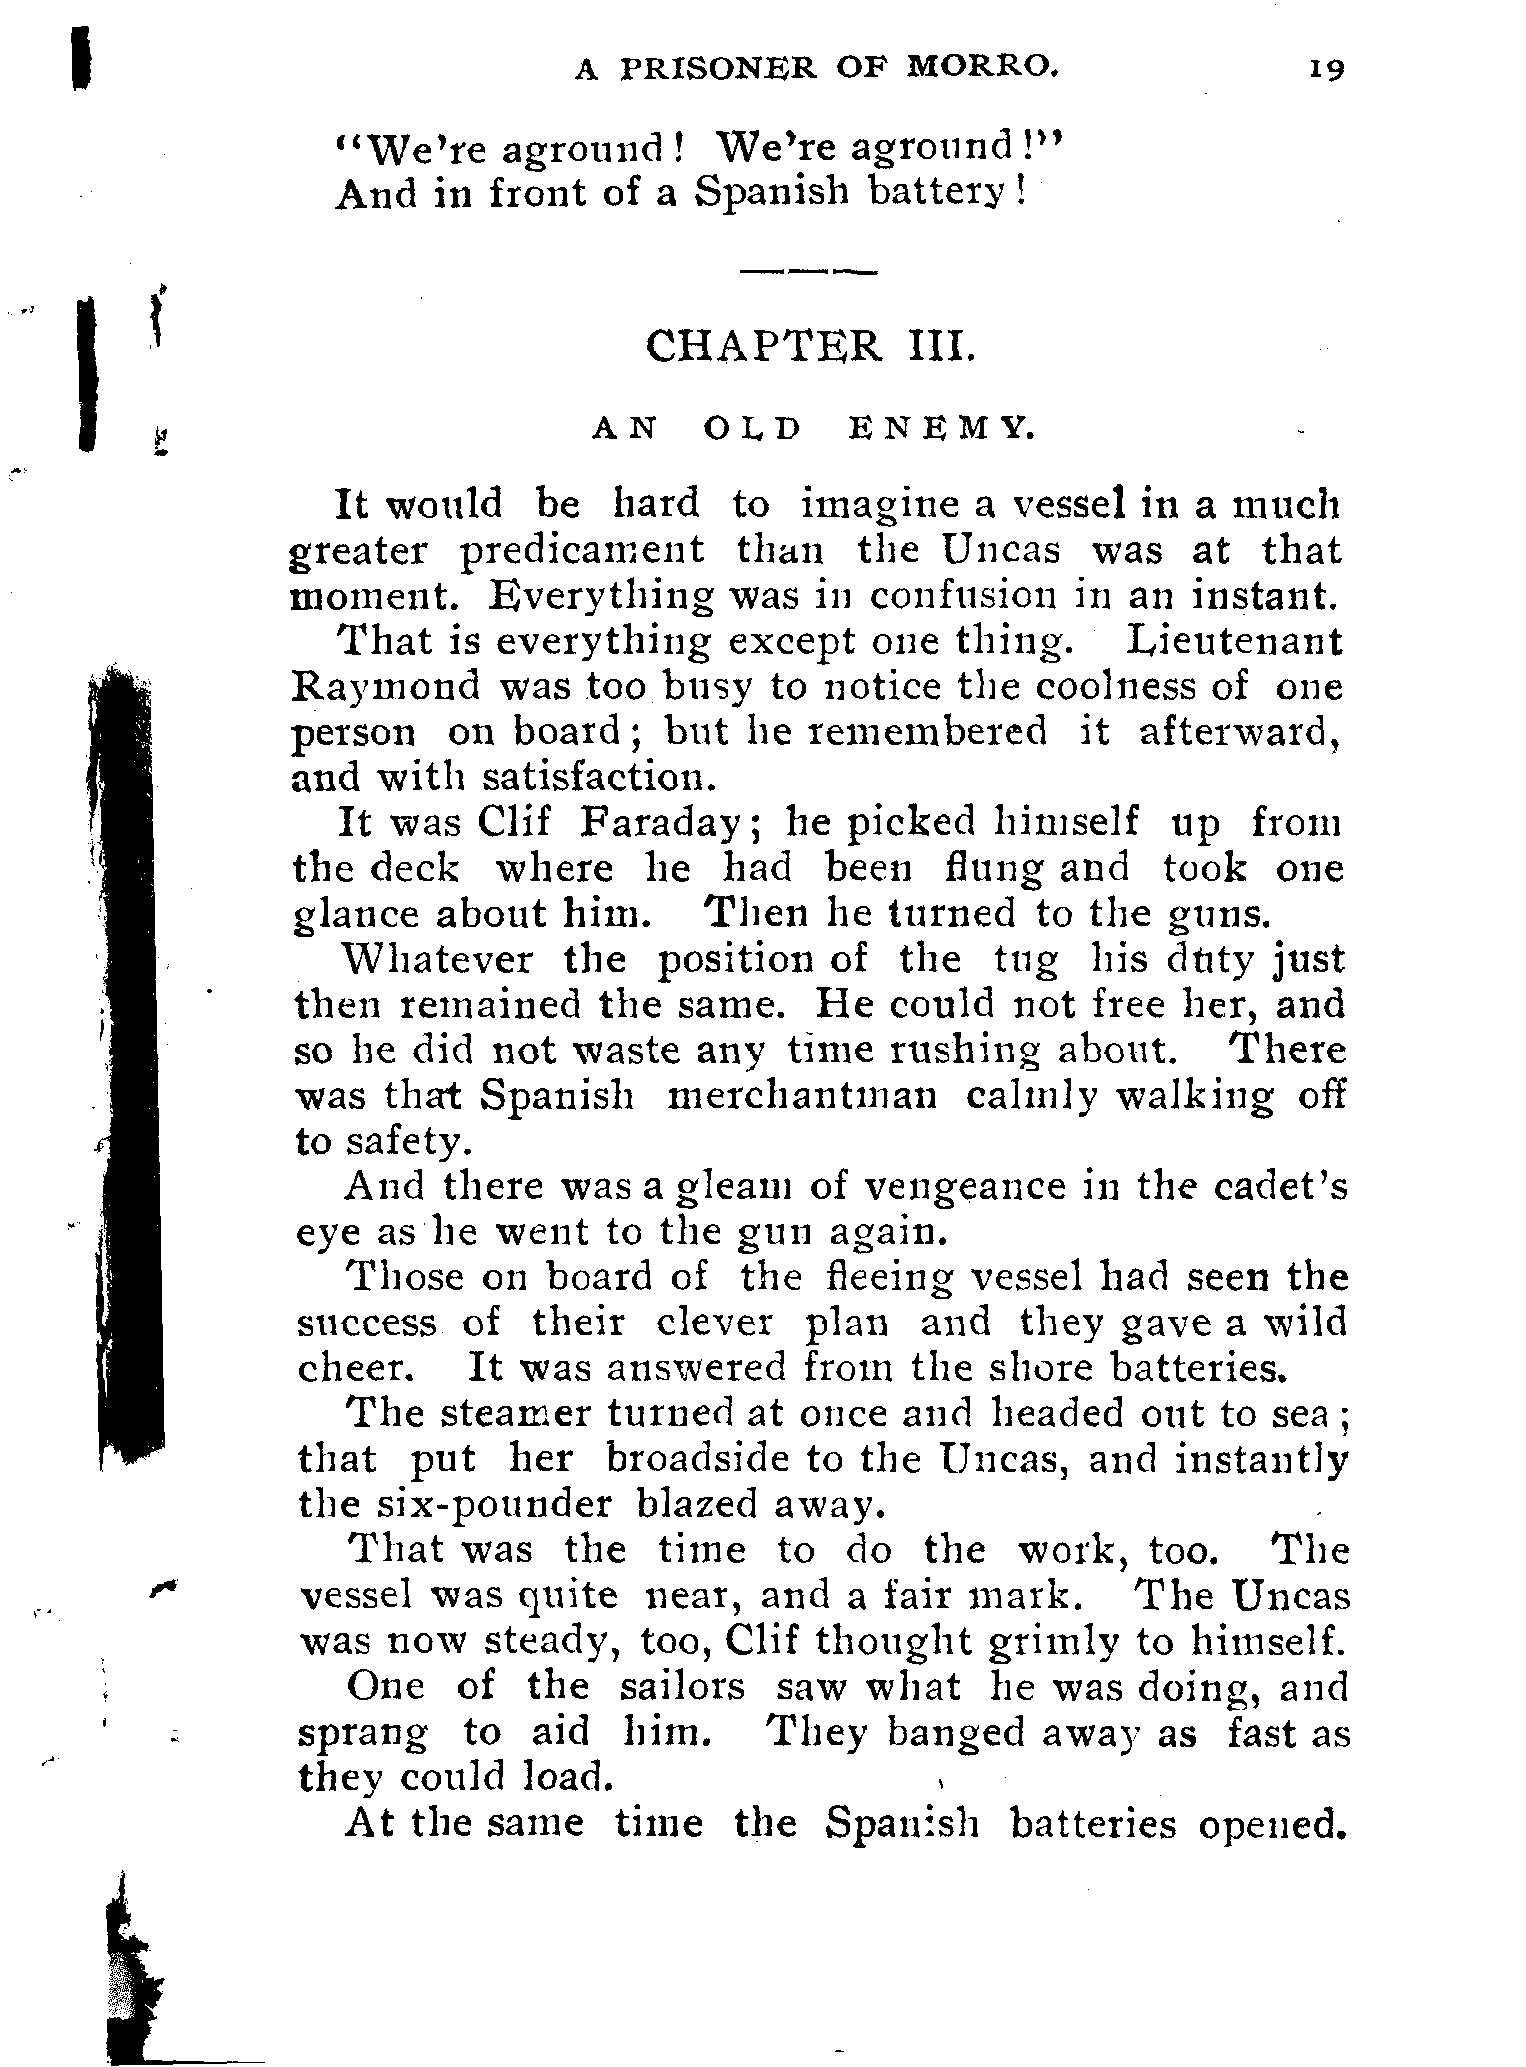 A PRISONER OF MORRO. 19
"We're aground! We're aground!"
And in front of a Spanish battery!
CHAPTER III.
AN OLD ENEMY.
It would be hard to imagine a vessel in a much
greater predicament than the Uncas was at that
moment. Everything was in confusion in an instant.
That is everything except one thing. Lieutenant
Raymond was too busy to notice the coolness of one
person on board; but he remembered it afterward,
and with satisfaction.
It was Clif Faraday; he picked himself up from
the deck where he had been flung and took one
glance about him. Then he turned to the guns.
Whatever the position of the tug his duty just
then remained the same. He could not free her, and
so he did not waste any time rushing about. There
was that Spanish merchantman calmly walking off
to safety.
And there was a gleam of vengeance in the cadet's
eye as he went to the gun again.
Those on board of the fleeing vessel had seen the
success of their clever plan and they gave a wild
cheer. It was answered from the shore batteries.
The steamer turned at once and headed out to sea;
that put her broadside to the Uncas, and instantly
the six-pounder blazed away.
That was the time to do the work, too. The
vessel was quite near, and a fair mark. The Uncas
was now steady, too, Clif thought grimly to himself.
One of the sailors saw what he was doing, and
sprang to aid him. They banged away as fast as
they could load.
At the same time the Spanish batteries opened.